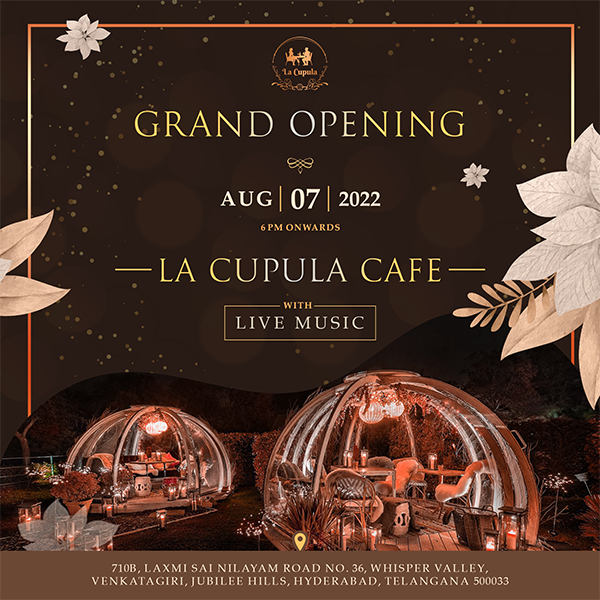 La Cupula
GRAND OPENING
AUG | 07 | 2022
6 PM ONWARDS
LA CUPULA CAFE
WITH
LIVE MUSIC
710B, LAXMI SAI NILAYAM ROAD NO. 36, WHISPER VALLEY,
VENKATAGIRI, JUBILEE HILLS, HYDERABAD, TELANGANA 500033